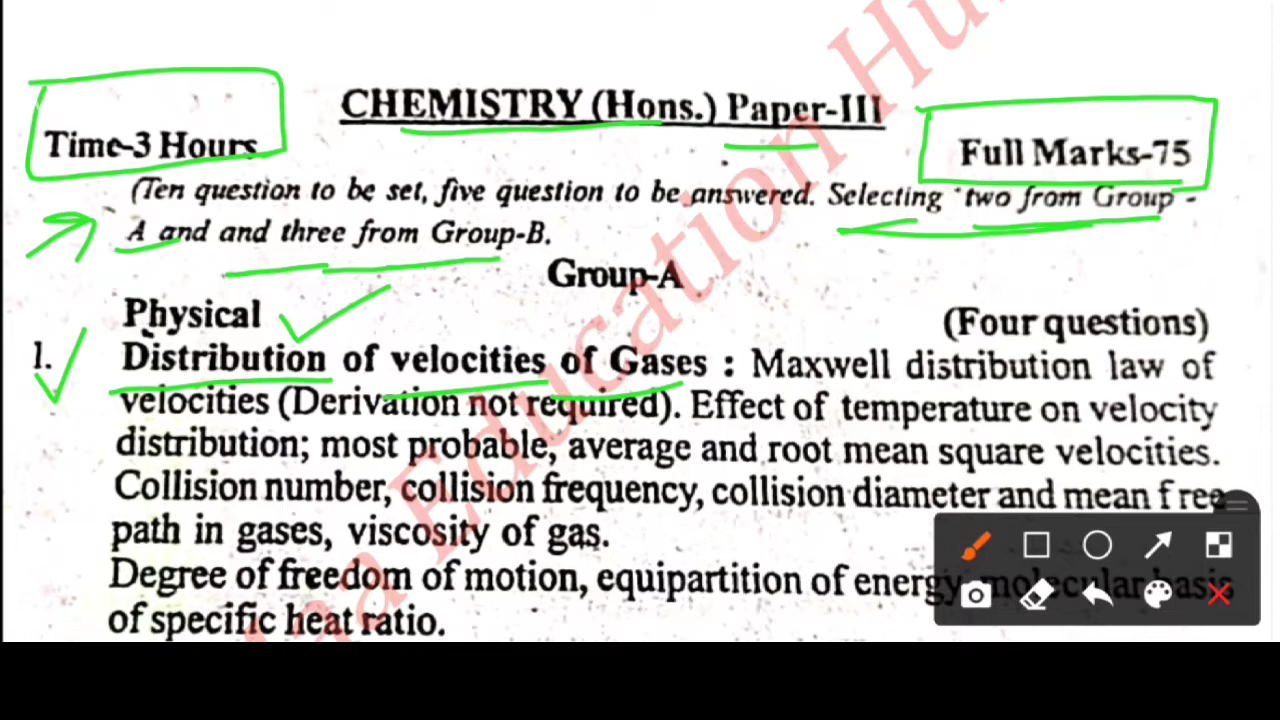 CHEMISTRY (Hons.) Paper-III
Time-3 Hours
Full Marks-75
(Ten question to be set, five question to be answered. Selecting two from Group -
A and and three from Group-B.
Group-A
Physical
(Four questions)
1. Distribution of velocities of Gases : Maxwell distribution law of
velocities (Derivation not required). Effect of temperature on velocity
distribution; most probable, average and root mean square velocities.
Collision number, collision frequency, collision diameter and mean free
path in gases, viscosity of gas.
Degree of freedom of motion, equipartition of energy, molecular basis
of specific heat ratio.
Education